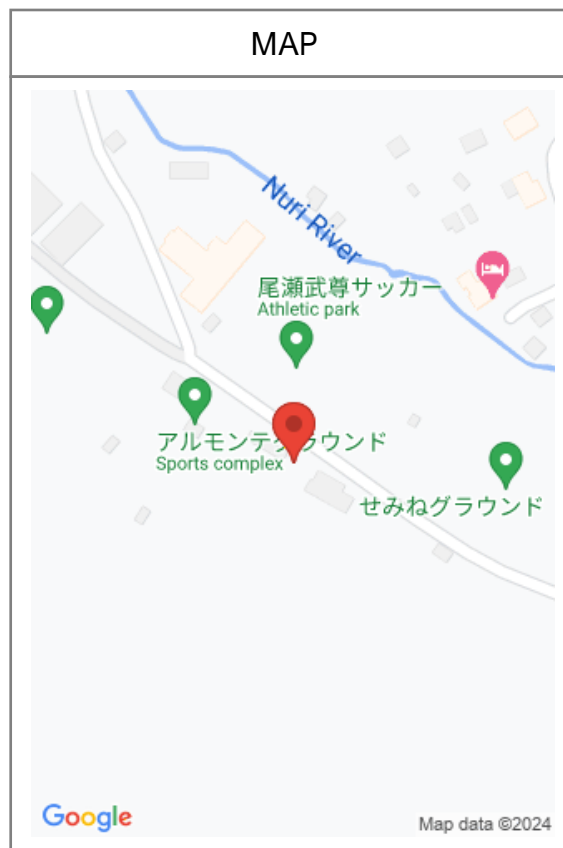 MAP
Nuri River
尾瀬武尊サッカー
Athletic park
アルモンテグラウンド
Sports complex
せみねグラウンド
Google
Map data ©2024